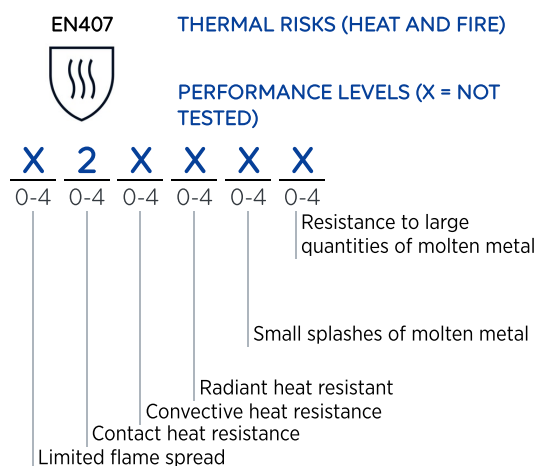 EN407
THERMAL RISKS (HEAT AND FIRE)
PERFORMANCE LEVELS (X = NOT
TESTED)
X 2 X X X X
0-4 0-4 0-4 0-4 0-4 0-4
Resistance to large
quantities of molten metal
Small splashes of molten metal
Radiant heat resistant
Convective heat resistance
Contact heat resistance
Limited flame spread